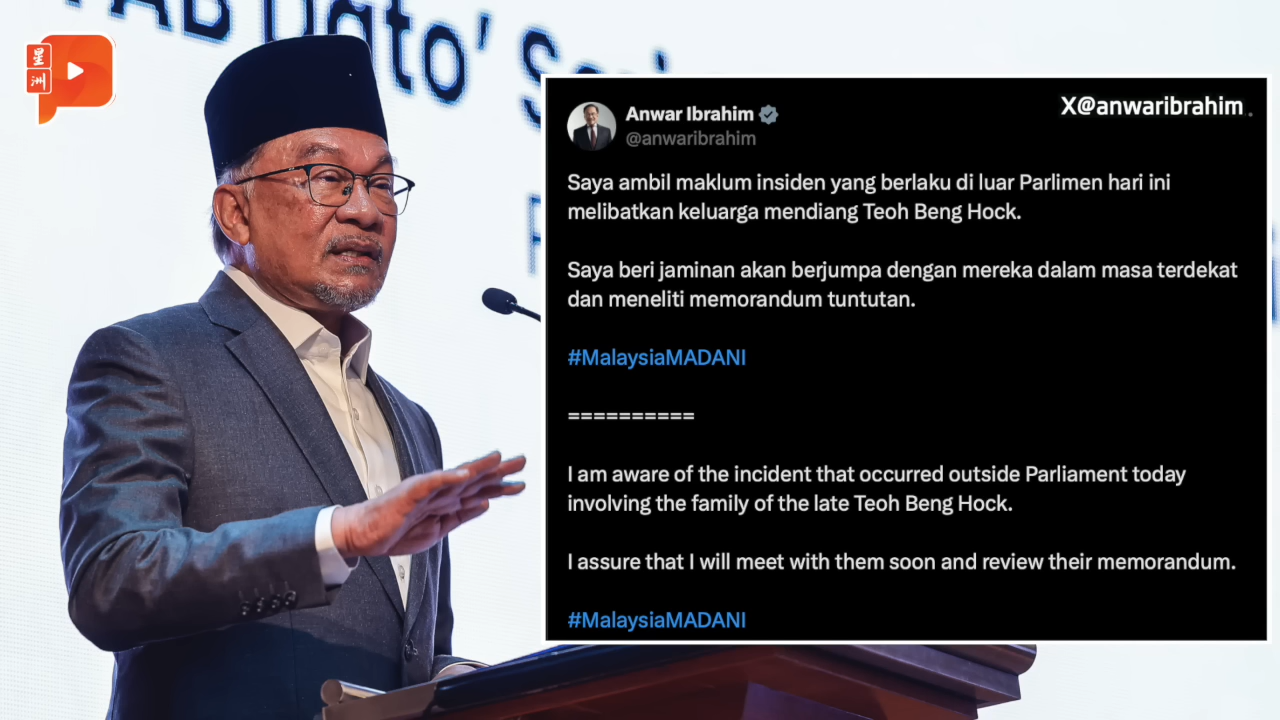 AB Dato' Seri
星洲
X@anwaribrahim
Anwar Ibrahim
@anwaribrahim
Saya ambil maklum insiden yang berlaku di luar Parlimen hari ini
melibatkan keluarga mendiang Teoh Beng Hock.
Saya beri jaminan akan berjumpa dengan mereka dalam masa terdekat
dan meneliti memorandum tuntutan.
#MalaysiaMADANI
==========
I am aware of the incident that occurred outside Parliament today
involving the family of the late Teoh Beng Hock.
I assure that I will meet with them soon and review their memorandum.
#MalaysiaMADANI